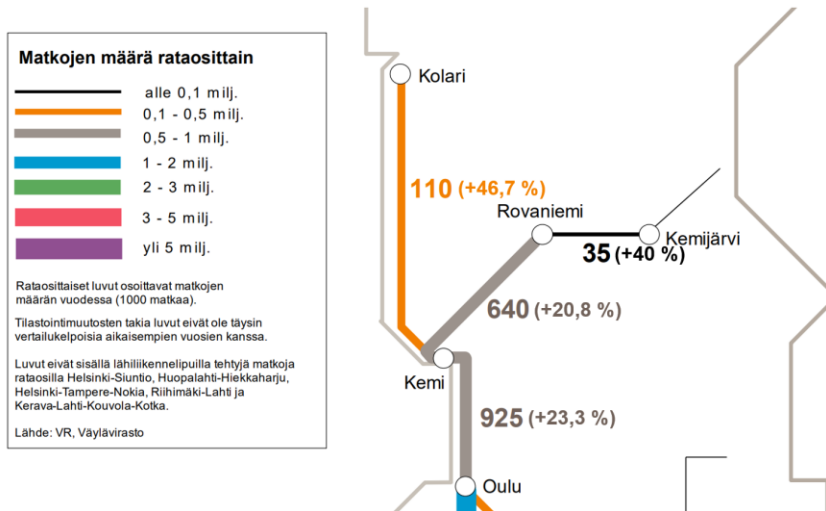 Matkojen määrä rataosittain
alle 0,1 milj.
0,1 - 0,5 milj.
0,5 - 1 milj.
1 - 2 milj.
2 - 3 milj.
3 - 5 milj.
yli 5 milj.
Rataosittaiset luvut osoittavat matkojen
määrän vuodessa (1000 matkaa).
Tilastointimuutosten takia luvut eivät ole täysin
vertailukelpoisia aikaisempien vuosien kanssa.
Luvut eivät sisällä lähiliikennelipuilla tehtyjä matkoja
rataosilla Helsinki-Siuntio, Huopalahti-Hiekkaharju,
Helsinki-Tampere-Nokia, Riihimäki-Lahti ja
Kerava-Lahti-Kouvola-Kotka.
Lähde: VR, Väylävirasto
Kolari
110 (+46,7 %)
Rovaniemi
Kemijärvi
35 (+40 %)
640 (+20,8 %)
Kemi
925 (+23,3 %)
Oulu